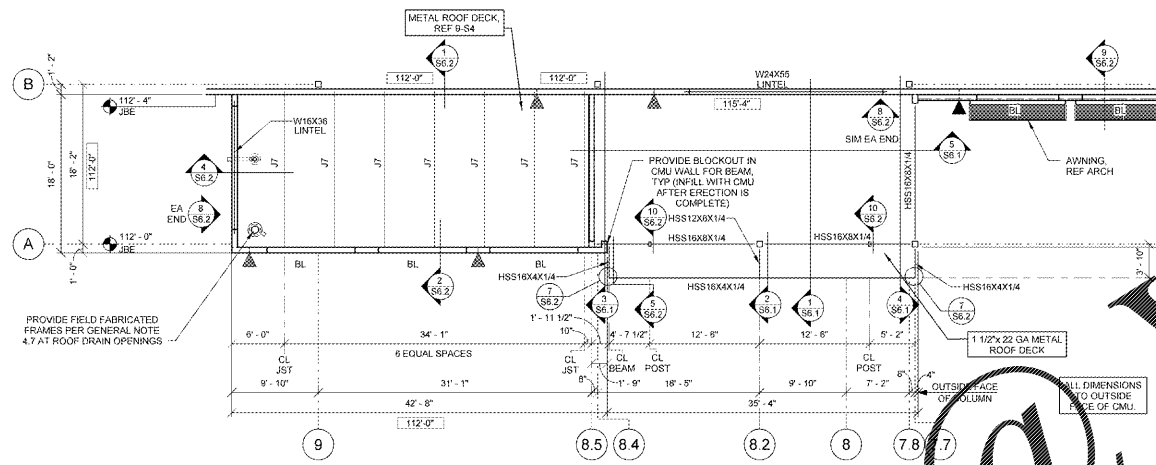 METAL ROOF DECK,
REF 9-S4
1
S6.2
9
S6.2
112'-0"
112'-0"
W24X55
LINTEL
115'-4"
B
1'- 2"
112' - 4"
JBE
W16X36
LINTEL
8
S6.2
SIM EA END
BL
BL
AWNING,
REF ARCH
5
S6.1
4
S6.2
J7
J7
J7
J7
J7
J7
J7
18' - 0"
18' - 2"
112'-0"
PROVIDE BLOCKOUT IN
CMU WALL FOR BEAM,
TYP (INFILL WITH CMU
AFTER ERECTION IS
COMPLETE)
HSS16X8X1/4
8
S6.2
EA
END
10
S6.2
HSS12X6X1/4
10
S6.2
HSS16X8X1/4
HSS16X8X1/4
A
112' - 0"
JBE
1' - 0"
BL
BL
BL
HSS16X4X1/4
HSS16X4X1/4
HSS16X4X1/4
3' - 10"
2
S6.2
7
S6.2
3
S6.1
5
S6.2
2
S6.1
1
S6.1
4
S6.1
7
S6.2
PROVIDE FIELD FABRICATED
FRAMES PER GENERAL NOTE
4.7 AT ROOF DRAIN OPENINGS
1' - 11 1/2"
10"
6' - 0"
34' - 1"
4' - 7 1/2"
12' - 6"
12' - 6"
5' - 2"
6 EQUAL SPACES
CL
JST
CL
JST
CL
BEAM
CL
POST
CL
POST
1 1/2"x 22 GA METAL
ROOF DECK
9' - 10"
31' - 1"
8"
1' - 9"
18' - 5"
9' - 10"
7' - 2"
6"
4"
OUTSIDE FACE
OF COLUMN
ALL DIMENSIONS
TO OUTSIDE
FACE OF CMU.
42' - 8"
35' - 4"
112'-0"
9
8.5
8.4
8.2
8
7.8
7.7